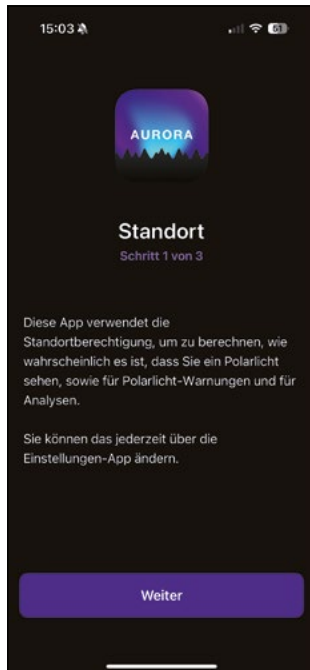 15:03
51
AURORA
Standort
Schritt 1 von 3
Diese App verwendet die
Standortberechtigung, um zu berechnen, wie
wahrscheinlich es ist, dass Sie ein Polarlicht
sehen, sowie für Polarlicht-Warnungen und für
Analysen.
Sie können das jederzeit über die
Einstellungen-App ändern.
Weiter